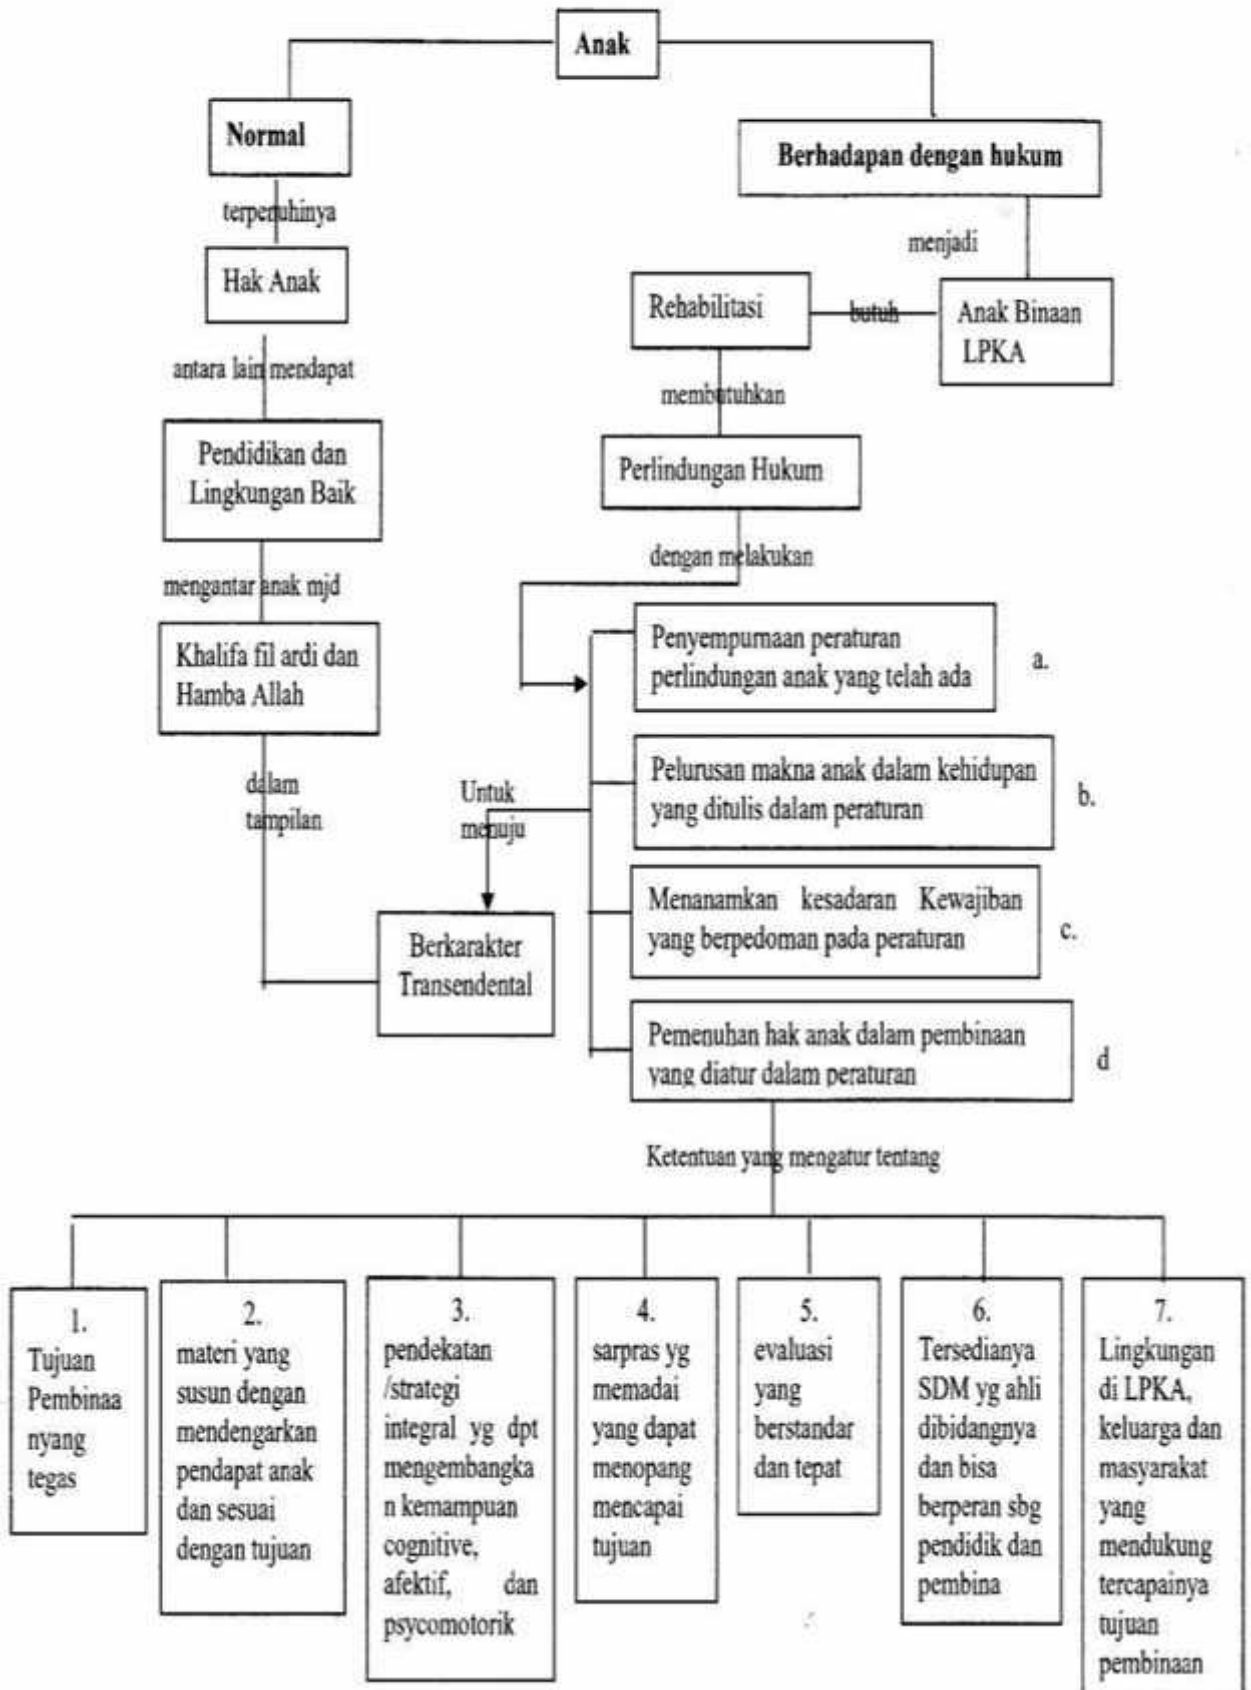 Anak
Normal
Berhadapan dengan hukum
terpenuhinya
menjadi
Hak Anak
Rehabilitasi
butuh
Anak Binaan
LPKA
antara lain mendapat
membutuhkan
Pendidikan dan
Lingkungan Baik
Perlindungan Hukum
dengan melakukan
mengantar anak mjd
Khalifa fil ardi dan
Hamba Allah
Penyempurnaan peraturan
perlindungan anak yang telah ada
a.
dalam
tampilan
Untuk
menuju
Pelurusan makna anak dalam kehidupan
yang ditulis dalam peraturan
b.
Menanamkan kesadaran Kewajiban
yang berpedoman pada peraturan
c.
Berkarakter
Transendental
Pemenuhan hak anak dalam pembinaan
yang diatur dalam peraturan
d
Ketentuan yang mengatur tentang
1.
Tujuan
Pembinaa
nyang
tegas
2.
materi yang
susun dengan
mendengarkan
pendapat anak
dan sesuai
dengan tujuan
3.
pendekatan
/strategi
integral yg dpt
mengembangka
n kemampuan
cognitive,
afektif, dan
psycomotorik
4.
sarpras yg
memadai
yang dapat
menopang
mencapai
tujuan
5.
evaluasi
yang
berstandar
dan tepat
6.
Tersedianya
SDM yg ahli
dibidangnya
dan bisa
berperan sbg
pendidik dan
pembina
7.
Lingkungan
di LPKA,
keluarga dan
masyarakat
yang
mendukung
tercapainya
tujuan
pembinaan